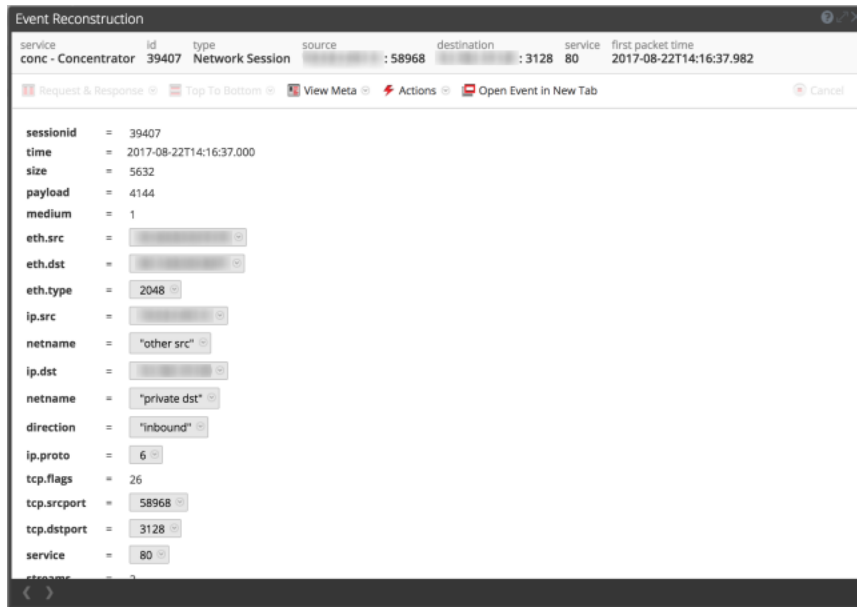 Event Reconstruction
service id type source destination service first packet time
conc - Concentrator 39407 Network Session : 58968 : 3128 80 2017-08-22T14:16:37.982
Request & Response Top To Bottom View Meta Actions Open Event in New Tab Cancel
sessionid = 39407
time = 2017-08-22T14:16:37.000
size = 5632
payload = 4144
medium = 1
eth.src =
eth.dst =
eth.type = 2048
ip.src =
netname = "other src"
ip.dst =
netname = "private dst"
direction = "inbound"
ip.proto = 6
tcp.flags = 26
tcp.srcport = 58968
tcp.dstport = 3128
service = 80
streams = 2